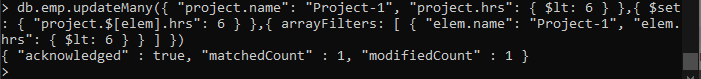 > db.emp.updateMany({ "project.name": "Project-1", "project.hrs": { $lt: 6 } },{ $set
: { "project.$[elem].hrs": 6 } },{ arrayFilters: [ { "elem.name": "Project-1", "elem.
hrs": { $lt: 6 } } ] })
{ "acknowledged" : true, "matchedCount" : 1, "modifiedCount" : 1 }
>